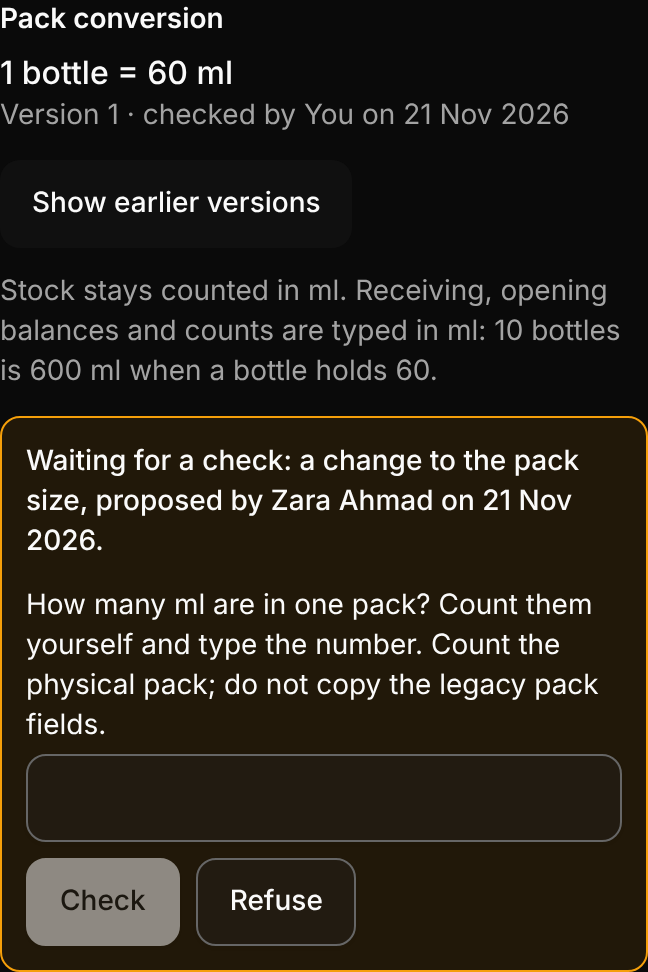 Pack conversion
1 bottle = 60 ml
Version 1 · checked by You on 21 Nov 2026
Show earlier versions
Stock stays counted in ml. Receiving, opening
balances and counts are typed in ml: 10 bottles
is 600 ml when a bottle holds 60.
Waiting for a check: a change to the pack
size, proposed by Zara Ahmad on 21 Nov
2026.
How many ml are in one pack? Count them
yourself and type the number. Count the
physical pack; do not copy the legacy pack
fields.
Check
Refuse